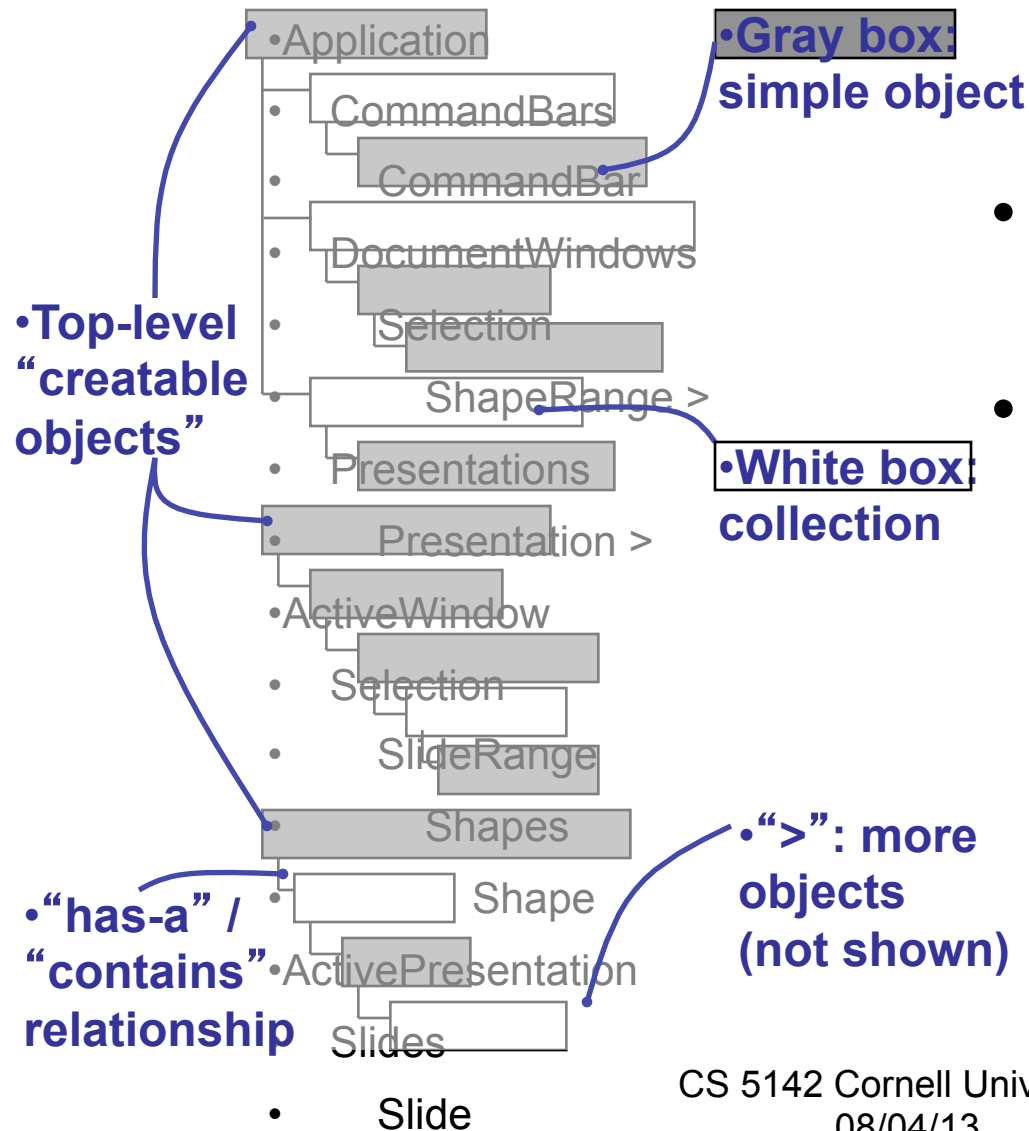 •Application
• CommandBars
• CommandBar
• DocumentWindows
• Selection
• ShapeRange >
• Presentations
• Presentation >
•ActiveWindow
• Selection
• SlideRange
• Shapes
• Shape
•ActivePresentation
Slides
• Slide
•Top-level
“creatable
objects”
•“has-a” /
“contains”
relationship
•Gray box:
simple object
•
•
•White box:
collection
•“>”: more
objects
(not shown)
CS 5142 Cornell Univ
08/04/13